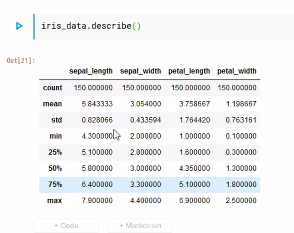 iris_data.describe()
Out[21]:
sepal_length sepal_width petal_length petal_width
count 150.000000 150.000000 150.000000 150.000000
mean 5.843333 3.054000 3.758667 1.198667
std 0.828066 0.433594 1.764420 0.763161
min 4.300000 2.000000 1.000000 0.100000
25% 5.100000 2.800000 1.600000 0.300000
50% 5.800000 3.000000 4.350000 1.300000
75% 6.400000 3.300000 5.100000 1.800000
max 7.900000 4.400000 6.900000 2.500000
+ Code + Markdown